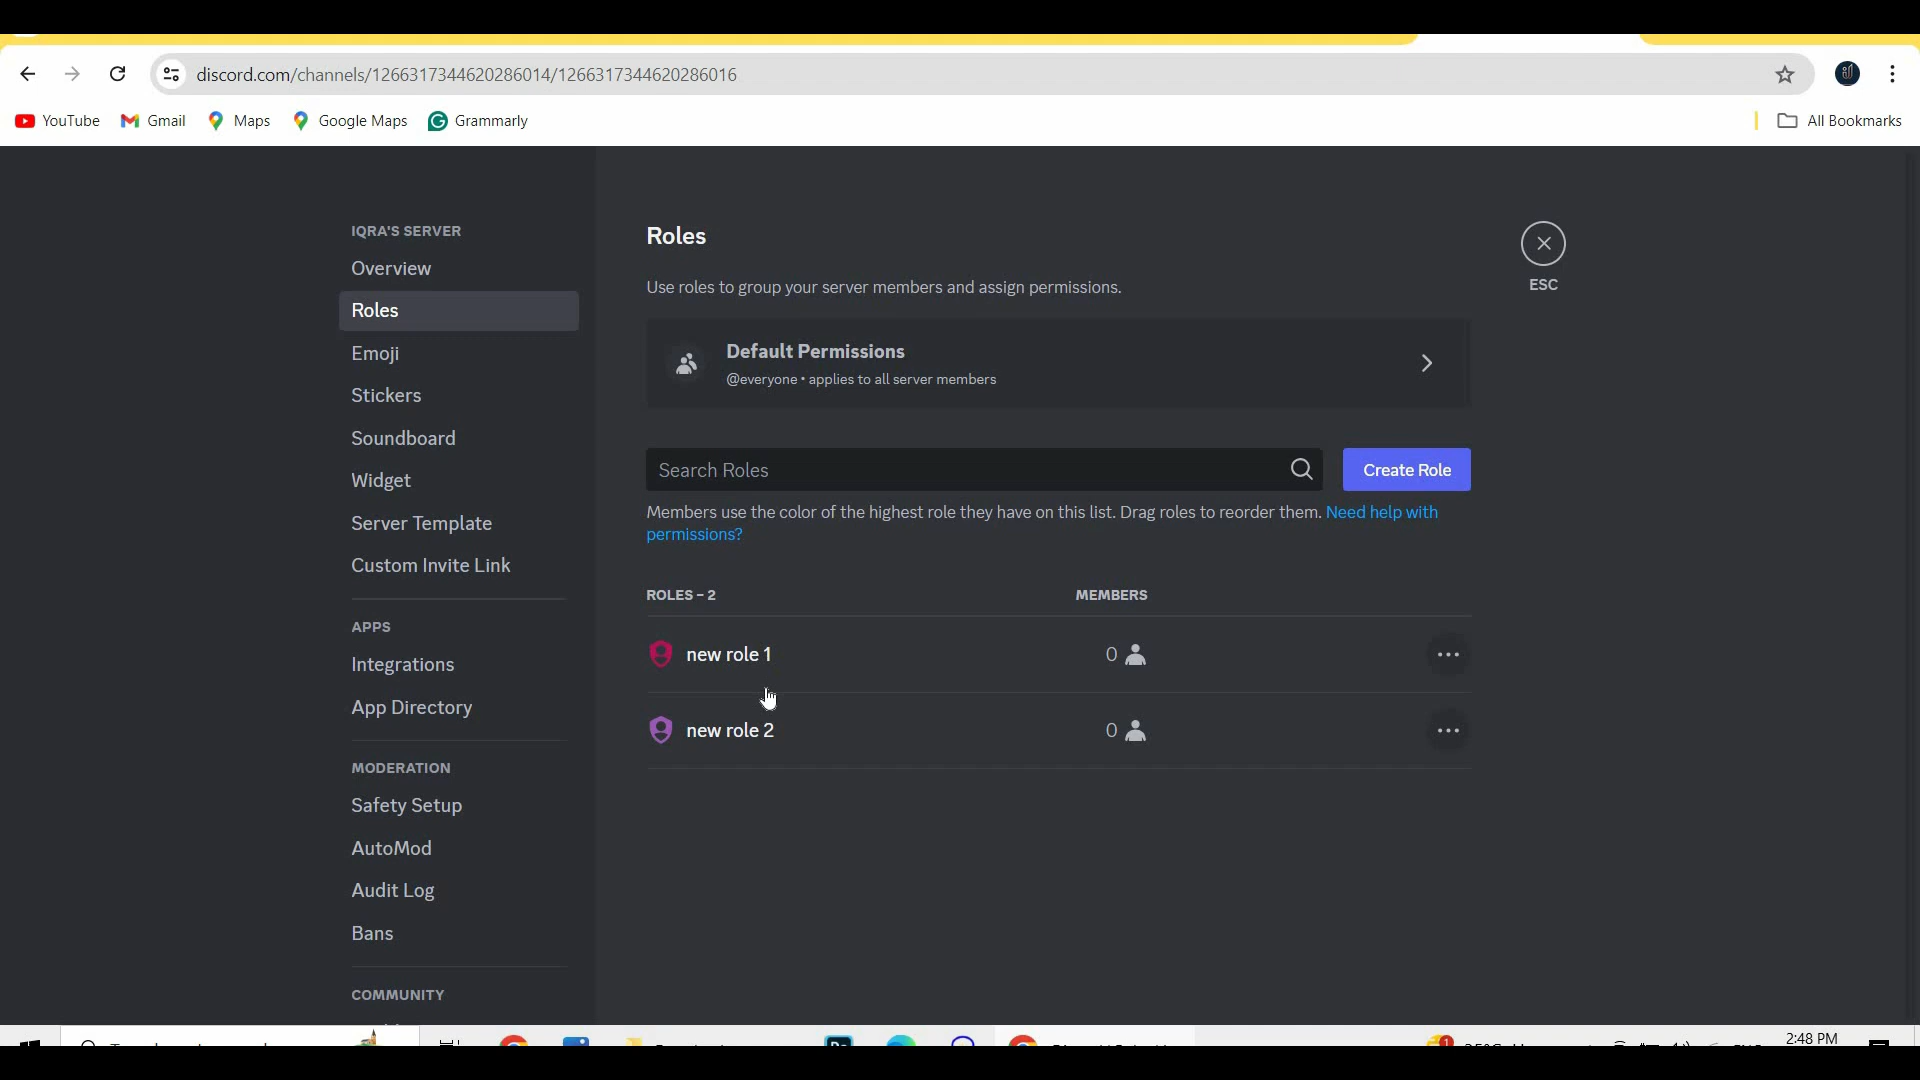 discord.com/channels/1266317344620286014/1266317344620286016
YouTube Gmail Maps Google Maps Grammarly All Bookmarks
IQRA'S SERVER
Overview
Roles
Emoji
Stickers
Soundboard
Widget
Server Template
Custom Invite Link
APPS
Integrations
App Directory
MODERATION
Safety Setup
AutoMod
Audit Log
Bans
COMMUNITY
Roles
ESC
Use roles to group your server members and assign permissions.
Default Permissions
@everyone • applies to all server members
Search Roles
Create Role
Members use the color of the highest role they have on this list. Drag roles to reorder them. Need help with
permissions?
ROLES – 2 MEMBERS
new role 1 0
new role 2 0
1
2:48 PM